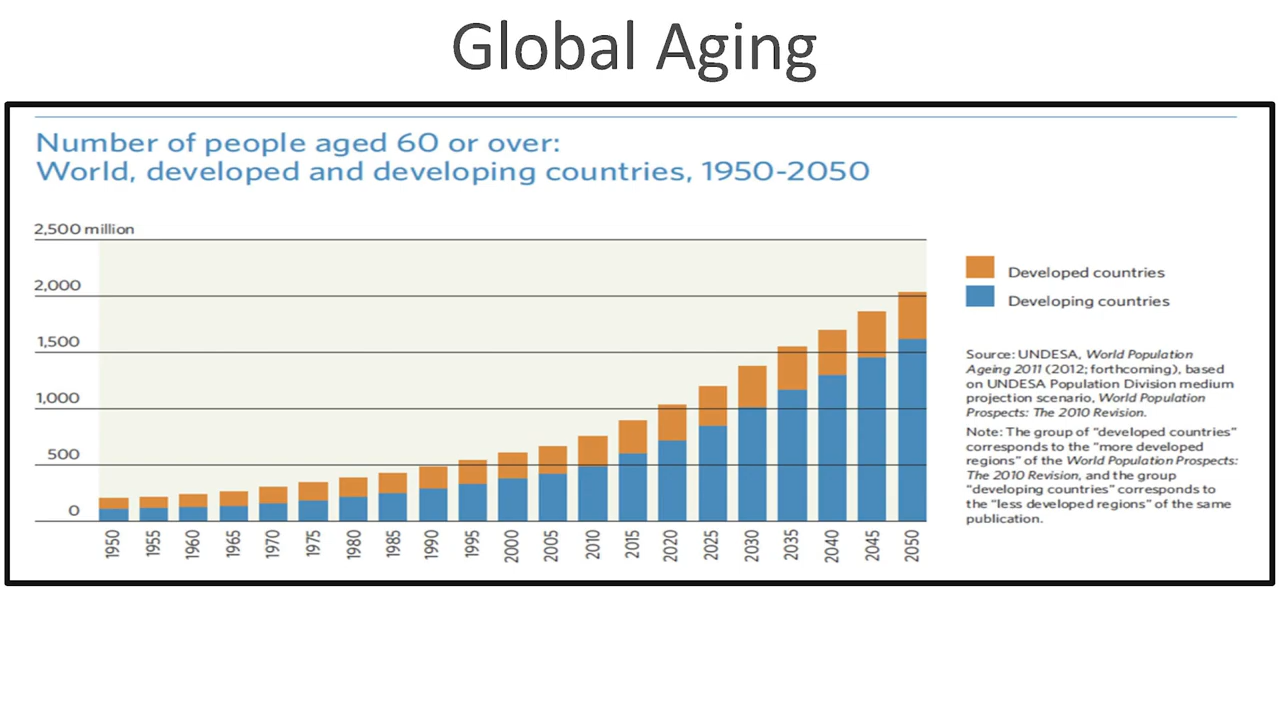 Global Aging
Number of people aged 60 or over:
World, developed and developing countries, 1950-2050
2,500 million
2,000
1,500
1,000
500
0
1950 1955 1960 1965 1970 1975 1980 1985 1990 1995 2000 2005 2010 2015 2020 2025 2030 2035 2040 2045 2050
Developed countries
Developing countries
Source: UNDESA, World Population
Ageing 2011 (2012; forthcoming), based
on UNDESA Population Division medium
projection scenario, World Population
Prospects: The 2010 Revision.
Note: The group of "developed countries"
corresponds to the "more developed
regions" of the World Population Prospects:
The 2010 Revision, and the group
"developing countries" corresponds to
the "less developed regions" of the same
publication.